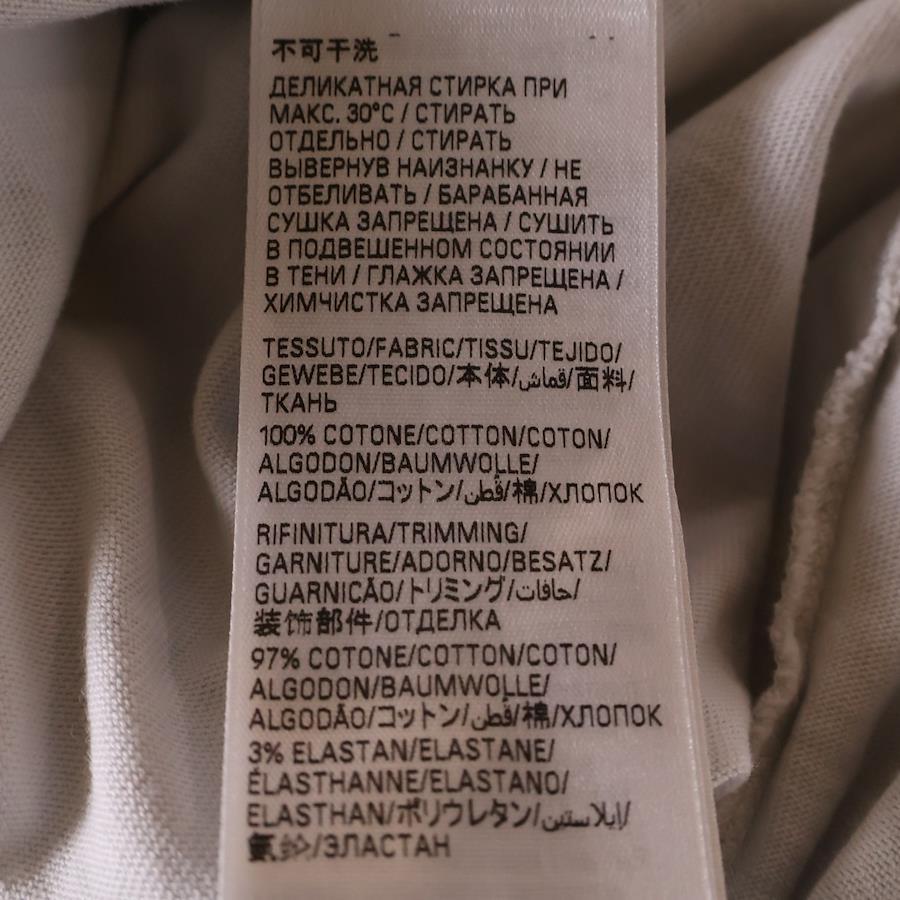 不可干洗
ДЕЛИКАТНАЯ СТИРКА ПРИ
МАКС. 30°C / СТИРАТЬ
ОТДЕЛЬНО / СТИРАТЬ
ВЫВЕРНУВ НАИЗНАНКУ / НЕ
ОТБЕЛИВАТЬ / БАРАБАННАЯ
СУШКА ЗАПРЕЩЕНА / СУШИТЬ
В ПОДВЕШЕННОМ СОСТОЯНИИ
В ТЕНИ / ГЛАЖКА ЗАПРЕЩЕНА /
ХИМЧИСТКА ЗАПРЕЩЕНА
TESSUTO/FABRIC/TISSU/TEJIDO/
GEWEBE/TECIDO/本体/قماش/面料/
ТКАНЬ
100% COTONE/COTTON/COTON/
ALGODON/BAUMWOLLE/
ALGODÃO/コットン/قُطن/棉/ХЛОПОК
RIFINITURA/TRIMMING/
GARNITURE/ADORNO/BESATZ/
GUARNICÃO/トリミング/حافات/
装饰部件/ОТДЕЛКА
97% COTONE/COTTON/COTON/
ALGODON/BAUMWOLLE/
ALGODÃO/コットン/قُطن/棉/ХЛОПОК
3% ELASTAN/ELASTANE/
ÉLASTHANNE/ELASTANO/
ELASTHAN/ポリウレタン/إيلاستين/
氨纶/ЭЛАСТАН